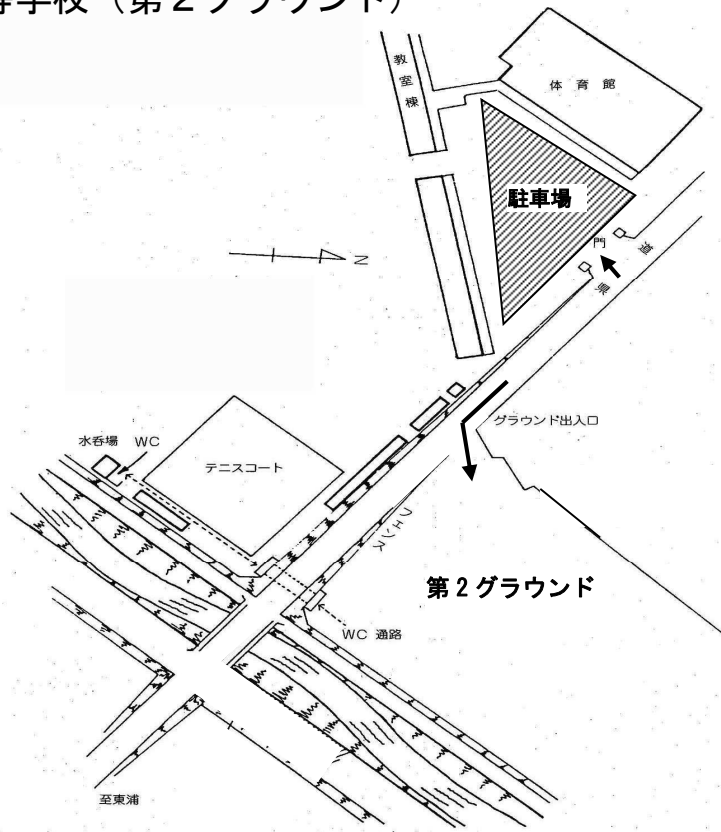 等学校（第２グラウンド）
教室棟
体育館
駐車場
門
県道
N
グラウンド出入口
水呑場 WC
テニスコート
フェンス
第２グラウンド
WC 通路
至東浦